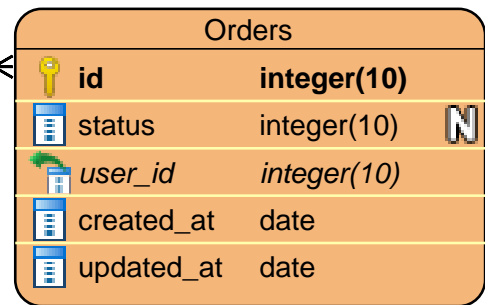 Orders
id integer(10)
status integer(10) N
user_id integer(10)
created_at date
updated_at date